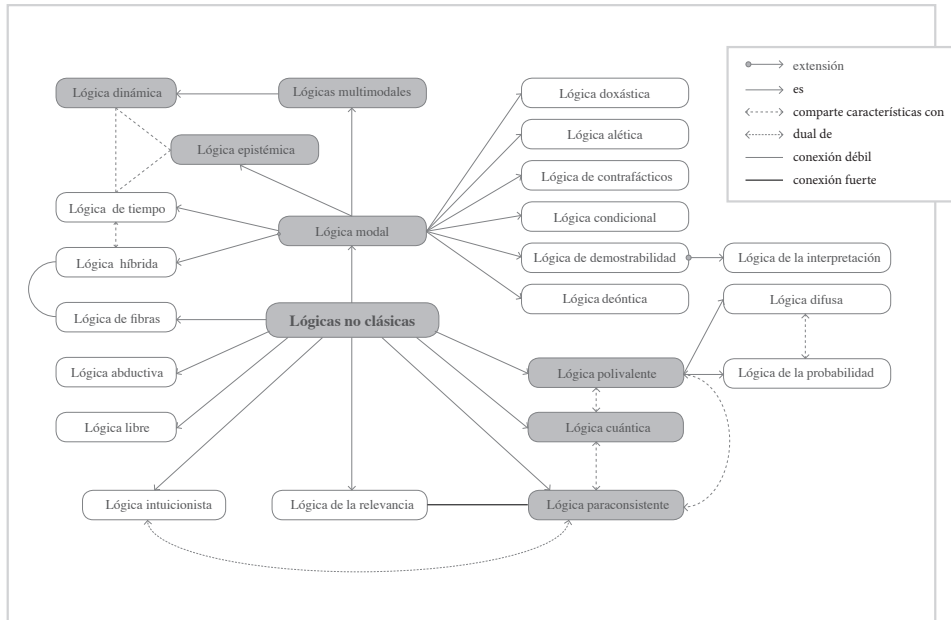 extensión
es
comparte características con
dual de
conexión débil
conexión fuerte
Lógica dinámica
Lógicas multimodales
Lógica doxástica
Lógica alética
Lógica epistémica
Lógica de contrafácticos
Lógica de tiempo
Lógica modal
Lógica condicional
Lógica híbrida
Lógica de demostrabilidad
Lógica de la interpretación
Lógica deóntica
Lógica difusa
Lógica de fibras
Lógicas no clásicas
Lógica abductiva
Lógica polivalente
Lógica de la probabilidad
Lógica libre
Lógica cuántica
Lógica intuicionista
Lógica de la relevancia
Lógica paraconsistente